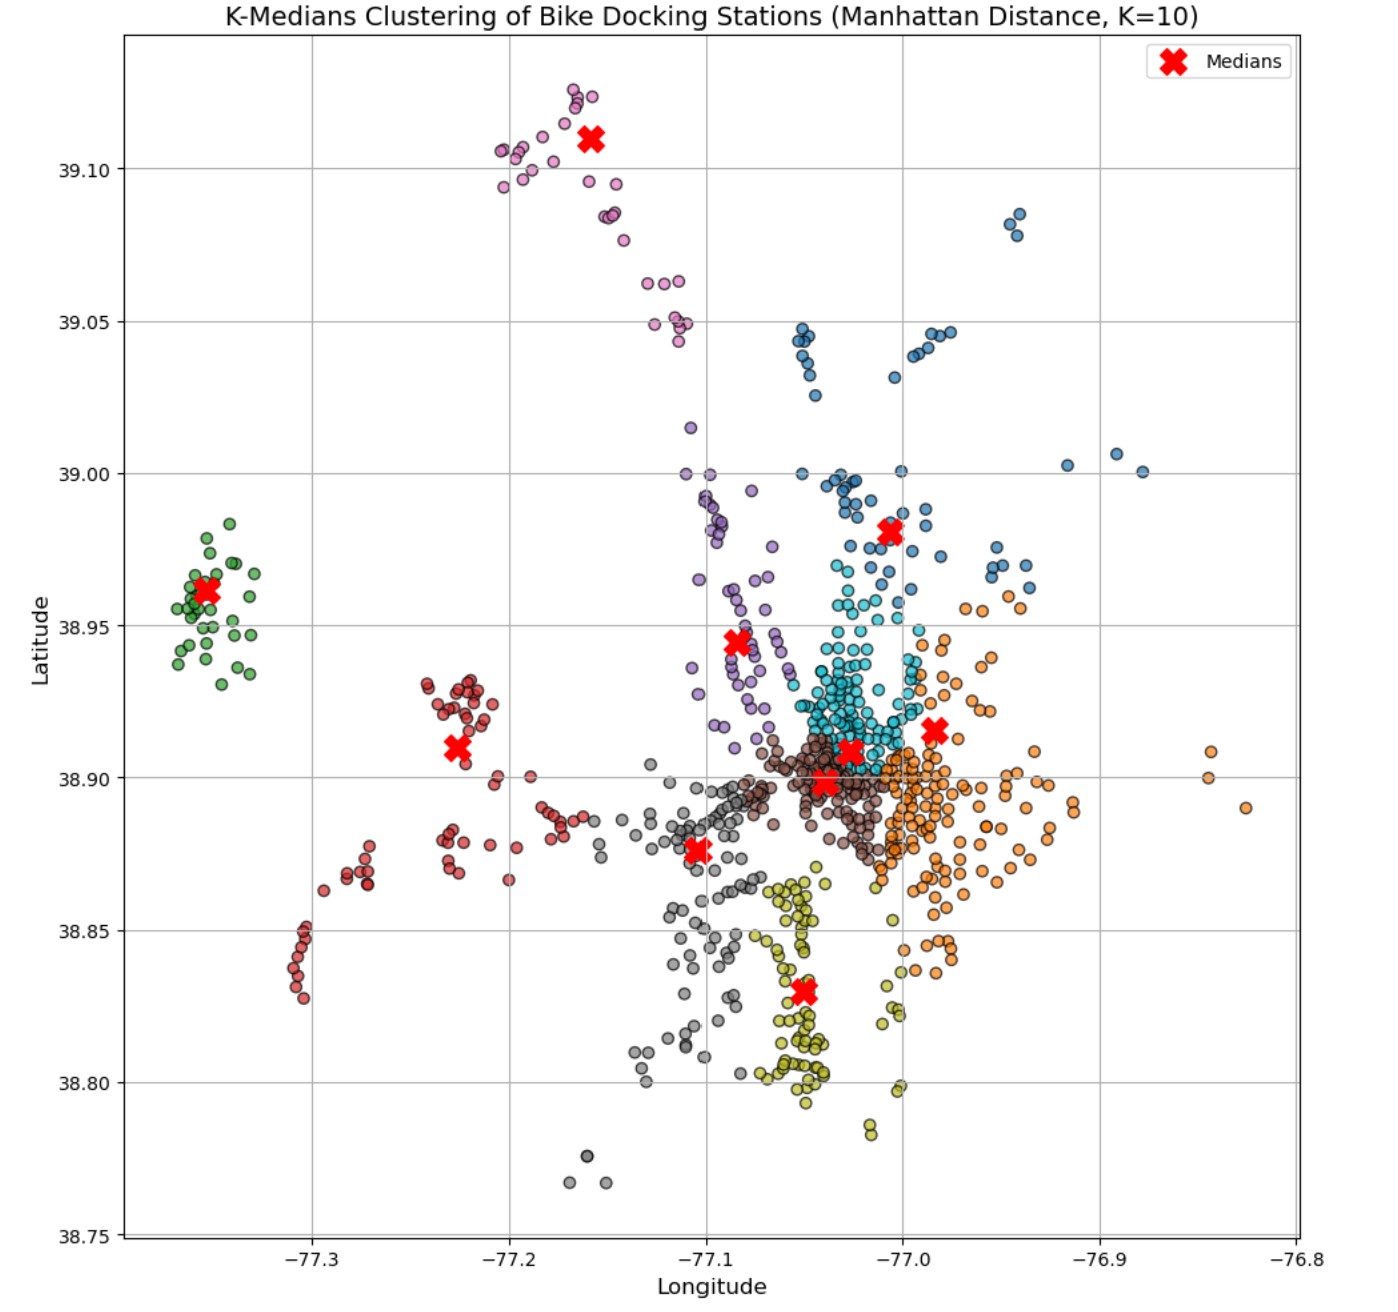 K-Medians Clustering of Bike Docking Stations (Manhattan Distance, K=10)
Medians
39.10
39.05
39.00
38.95
38.90
38.85
38.80
38.75
Latitude
−77.3 −77.2 −77.1 −77.0 −76.9 −76.8
Longitude